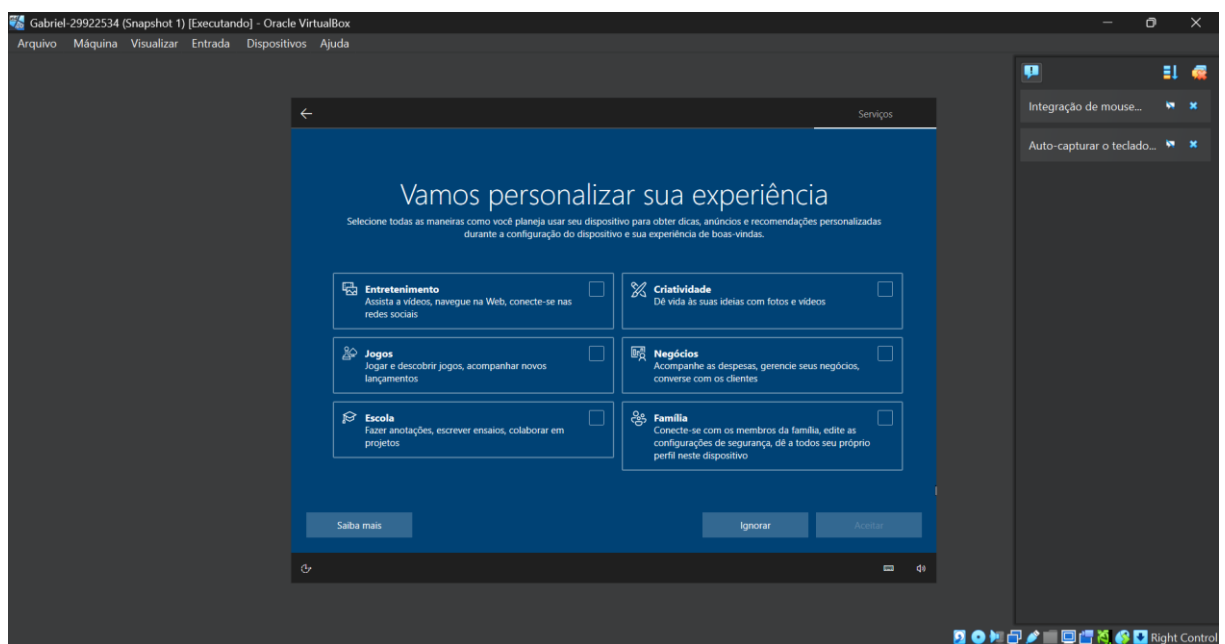 Gabriel-29922534 (Snapshot 1) [Executando] - Oracle VirtualBox
Arquivo Máquina Visualizar Entrada Dispositivos Ajuda
Integração de mouse...
Auto-capturar o teclado...
Serviços
Vamos personalizar sua experiência
Selecione todas as maneiras como você planeja usar seu dispositivo para obter dicas, anúncios e recomendações personalizadas
durante a configuração do dispositivo e sua experiência de boas-vindas.
Entretenimento
Assista a vídeos, navegue na Web, conecte-se nas
redes sociais
Criatividade
Dê vida às suas ideias com fotos e vídeos
Jogos
Jogar e descobrir jogos, acompanhar novos
lançamentos
Negócios
Acompanhe as despesas, gerencie seus negócios,
converse com os clientes
Escola
Fazer anotações, escrever ensaios, colaborar em
projetos
Família
Conecte-se com os membros da família, edite as
configurações de segurança, dê a todos seu próprio
perfil neste dispositivo
Saiba mais
Ignorar
Aceitar
Right Control